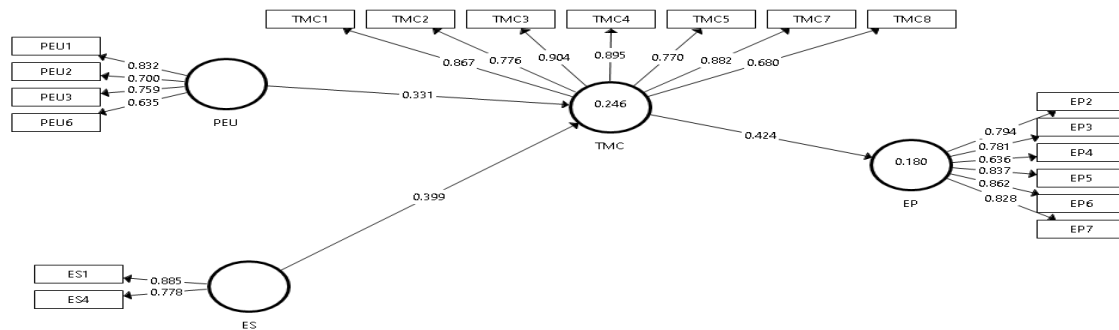 TMC1
TMC2
TMC3
TMC4
TMC5
TMC7
TMC8
0.867
0.776
0.904
0.895
0.770
0.882
0.680
PEU1
PEU2
PEU3
PEU6
0.832
0.700
0.759
0.635
PEU
0.331
0.246
TMC
0.424
0.180
EP
0.794
0.781
0.636
0.837
0.862
0.828
EP2
EP3
EP4
EP5
EP6
EP7
0.399
ES1
ES4
0.885
0.778
ES